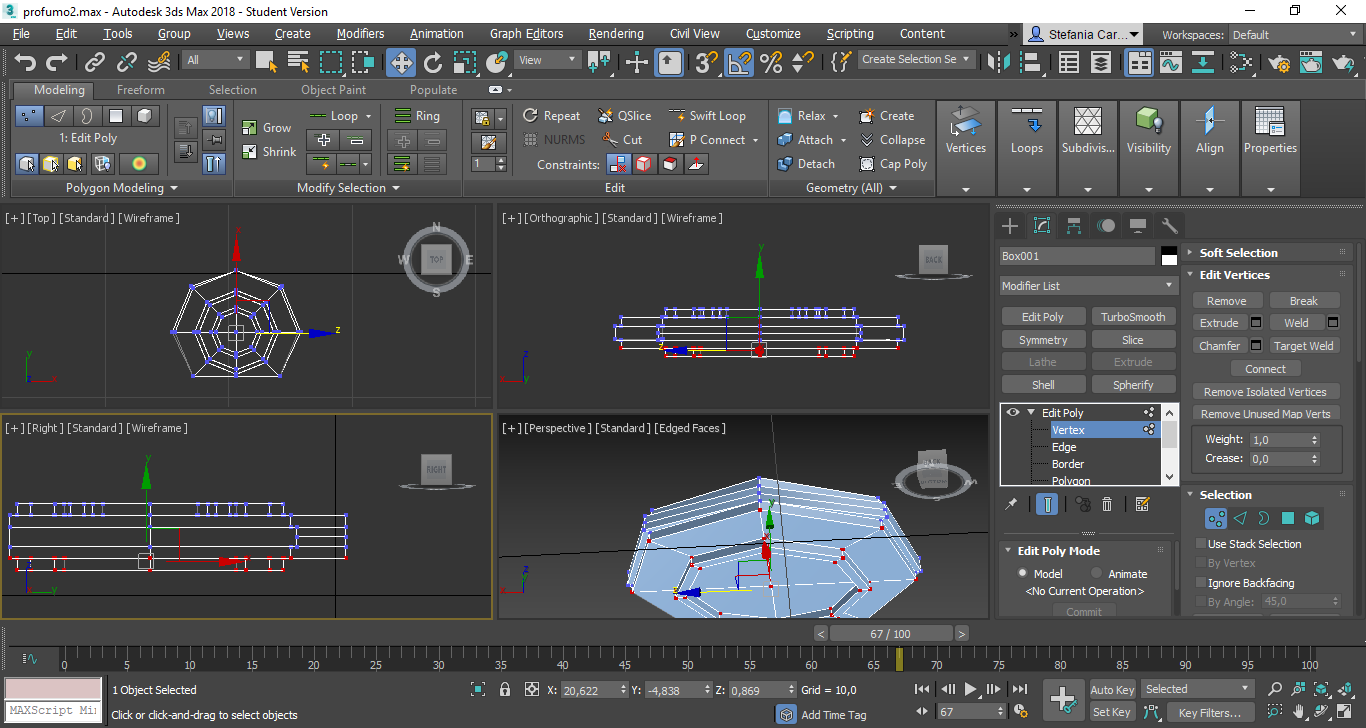 profumo2.max - Autodesk 3ds Max 2018 - Student Version
File Edit Tools Group Views Create Modifiers Animation Graph Editors Rendering Civil View Customize Scripting Content » Stefania Car... Workspaces: Default
All View Create Selection Se
Modeling Freeform Selection Object Paint Populate
1: Edit Poly
Polygon Modeling
Grow
Shrink
Loop
Modify Selection
Ring
1
Repeat QSlice Swift Loop
NURMS Cut P Connect
Constraints:
Edit
Relax Create
Attach Collapse
Detach Cap Poly
Geometry (All)
Vertices Loops Subdivis... Visibility Align Properties
[+] [Top] [Standard] [Wireframe]
N
W TOP E
S
z
y
[+] [Orthographic] [Standard] [Wireframe]
BACK
y
z
y
[+] [Right] [Standard] [Wireframe]
RIGHT
y
z
y
[+] [Perspective] [Standard] [Edged Faces]
BACK
y
z
Box001
Modifier List
Edit Poly TurboSmooth
Symmetry Slice
Lathe Extrude
Shell Spherify
Edit Poly
Vertex
Edge
Border
Polygon
Edit Poly Mode
Model Animate
<No Current Operation>
Commit
Soft Selection
Edit Vertices
Remove Break
Extrude Weld
Chamfer Target Weld
Connect
Remove Isolated Vertices
Remove Unused Map Verts
Weight: 1,0
Crease: 0,0
Selection
Use Stack Selection
By Vertex
Ignore Backfacing
By Angle: 45,0
< 67 / 100 >
0 5 10 15 20 25 30 35 40 45 50 55 60 65 70 75 80 85 90 95 100
MAXScript Mi
1 Object Selected
Click or click-and-drag to select objects
X: 20,622 Y: -4,838 Z: 0,869 Grid = 10,0
Add Time Tag
67
Auto Key Selected
Set Key Key Filters...